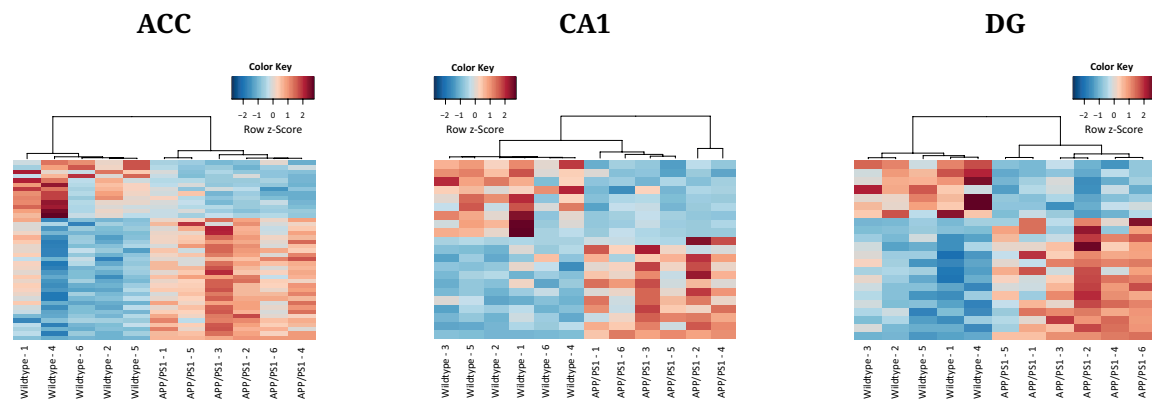 ACC
CA1
DG
Color Key
−2 −1 0 1 2
Row z-Score
Color Key
−2 −1 0 1 2
Row z-Score
Color Key
−2 −1 0 1 2
Row z-Score
Wildtype - 1
Wildtype - 4
Wildtype - 6
Wildtype - 2
Wildtype - 5
APP/PS1 - 1
APP/PS1 - 5
APP/PS1 - 3
APP/PS1 - 2
APP/PS1 - 6
APP/PS1 - 4
Wildtype - 3
Wildtype - 5
Wildtype - 2
Wildtype - 1
Wildtype - 6
Wildtype - 4
APP/PS1 - 1
APP/PS1 - 6
APP/PS1 - 3
APP/PS1 - 5
APP/PS1 - 2
APP/PS1 - 4
Wildtype - 3
Wildtype - 2
Wildtype - 5
Wildtype - 1
Wildtype - 4
APP/PS1 - 5
APP/PS1 - 1
APP/PS1 - 3
APP/PS1 - 2
APP/PS1 - 4
APP/PS1 - 6